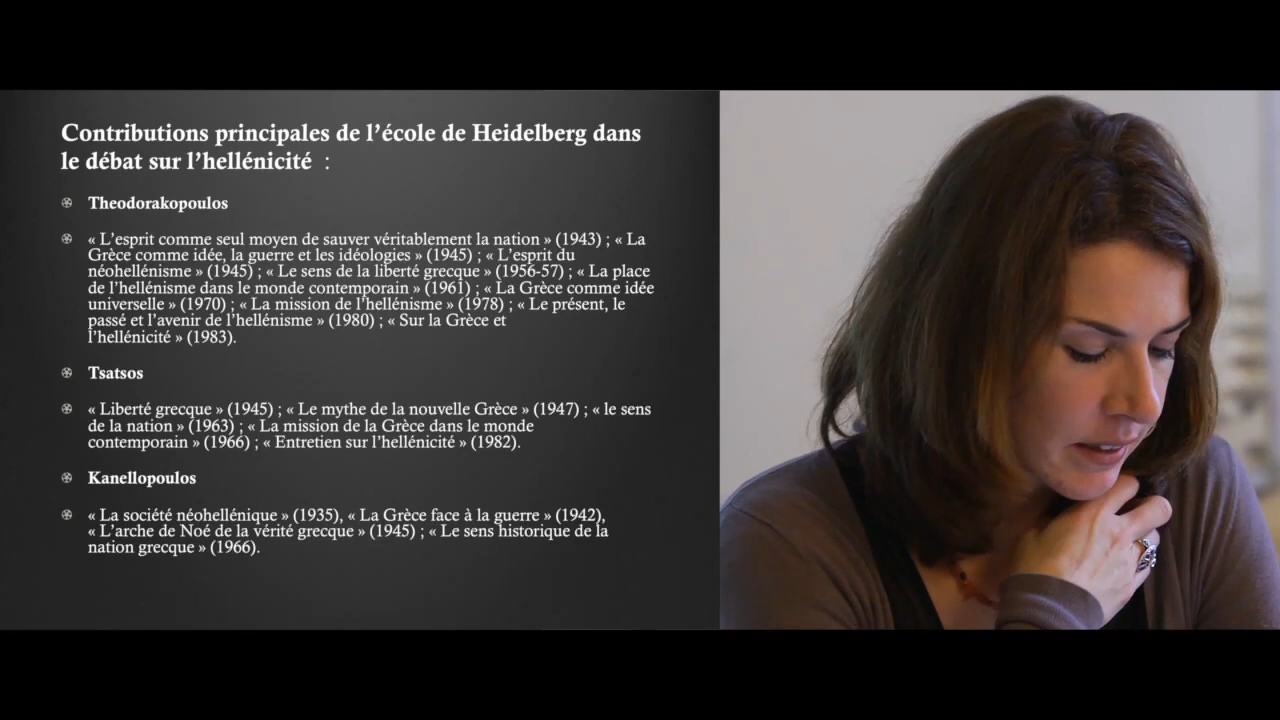 Contributions principales de l’école de Heidelberg dans
le débat sur l’hellénicité :
Theodorakopoulos
« L’esprit comme seul moyen de sauver véritablement la nation » (1943) ; « La
Grèce comme idée, la guerre et les idéologies » (1945) ; « L’esprit du
néohellénisme » (1945) ; « Le sens de la liberté grecque » (1956-57) ; « La place
de l’hellénisme dans le monde contemporain » (1961) ; « La Grèce comme idée
universelle » (1970) ; « La mission de l’hellénisme » (1978) ; « Le présent, le
passé et l’avenir de l’hellénisme » (1980) ; « Sur la Grèce et
l’hellénicité » (1983).
Tsatsos
« Liberté grecque » (1945) ; « Le mythe de la nouvelle Grèce » (1947) ; « le sens
de la nation » (1963) ; « La mission de la Grèce dans le monde
contemporain » (1966) ; « Entretien sur l’hellénicité » (1982).
Kanellopoulos
« La société néohellénique » (1935), « La Grèce face à la guerre » (1942),
« L’arche de Noé de la vérité grecque » (1945) ; « Le sens historique de la
nation grecque » (1966).